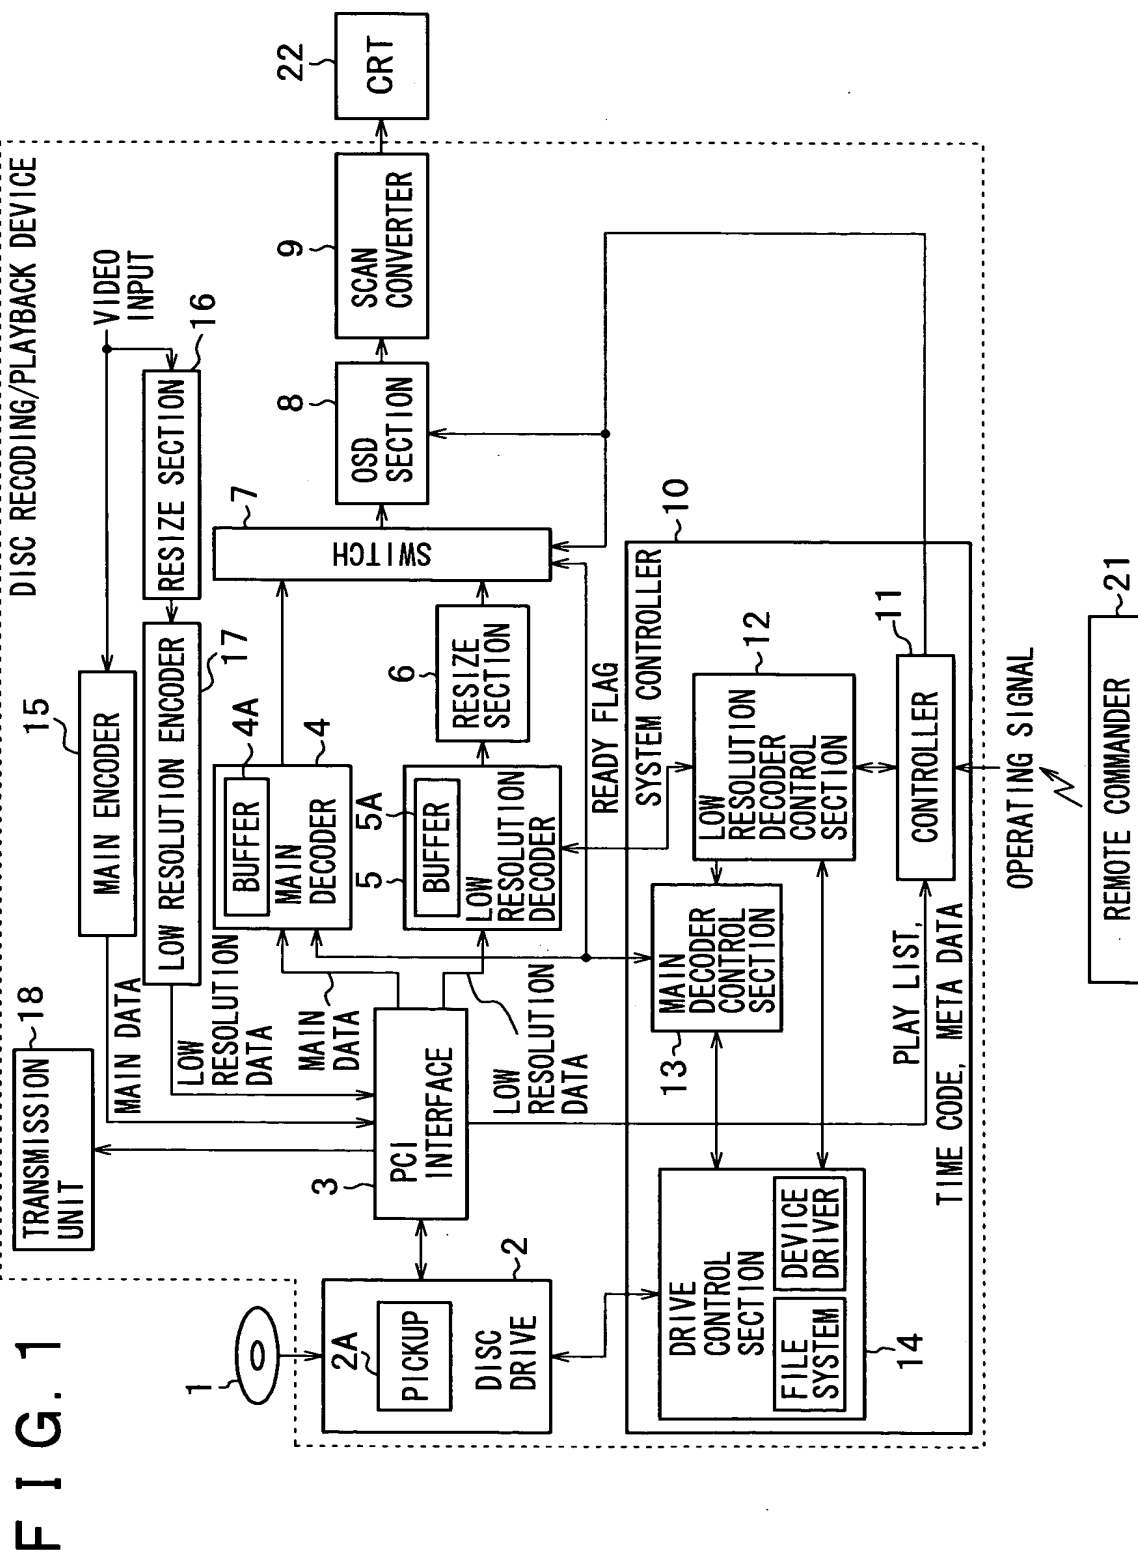 FIG. 1
DISC RECODING/PLAYBACK DEVICE
1
2A
PICKUP
DISC
DRIVE
2
3
PCI
INTERFACE
TRANSMISSION
UNIT
18
MAIN DATA
LOW
RESOLUTION
DATA
MAIN
DATA
LOW
RESOLUTION
DATA
15
MAIN ENCODER
LOW RESOLUTION ENCODER
17
RESIZE SECTION
16
VIDEO
INPUT
BUFFER
4A
MAIN
DECODER
4
5
BUFFER
5A
LOW
RESOLUTION
DECODER
6
RESIZE
SECTION
SWITCH
7
8
OSD
SECTION
9
SCAN
CONVERTER
22
CRT
READY FLAG
SYSTEM CONTROLLER
10
DRIVE
CONTROL
SECTION
FILE
SYSTEM
DEVICE
DRIVER
14
13
MAIN
DECODER
CONTROL
SECTION
LOW
RESOLUTION
DECODER
CONTROL
SECTION
12
CONTROLLER
11
PLAY LIST,
TIME CODE, META DATA
OPERATING SIGNAL
REMOTE COMMANDER
21